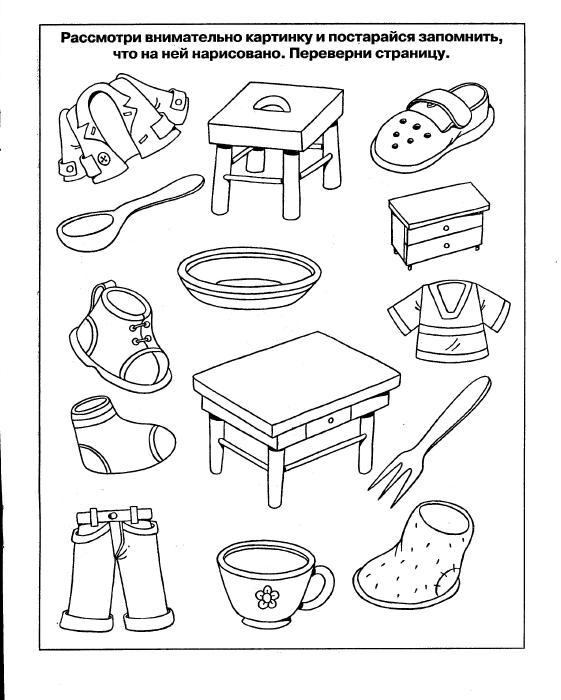 Рассмотри внимательно картинку и постарайся запомнить,
что на ней нарисовано. Переверни страницу.